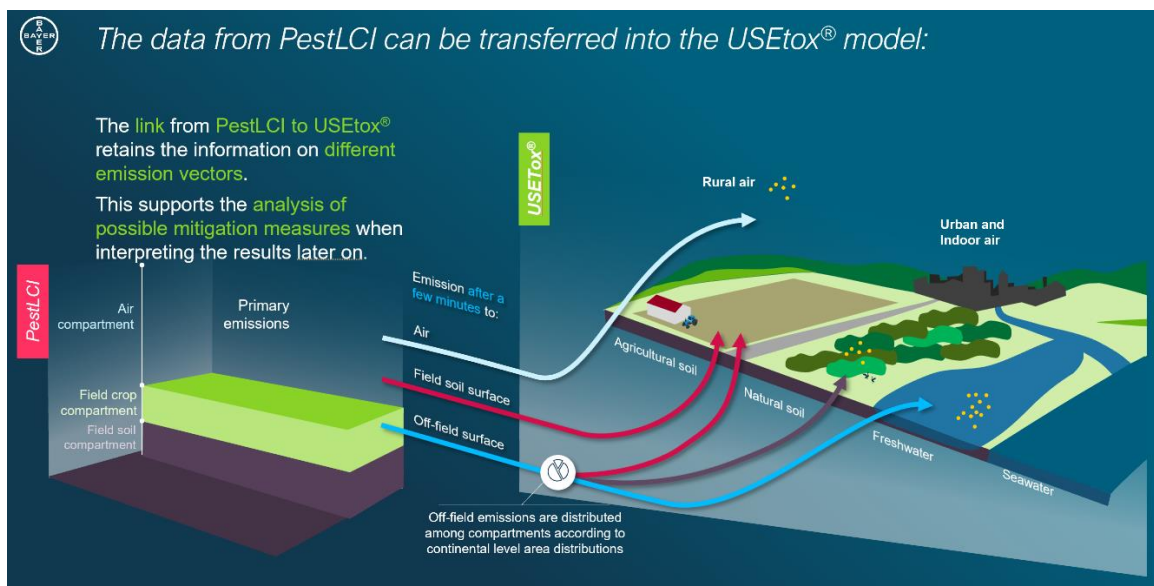 BAYER
BAYER
The data from PestLCI can be transferred into the USEtox® model:
The link from PestLCI to USEtox®
retains the information on different
emission vectors.
This supports the analysis of
possible mitigation measures when
interpreting the results later on.
PestLCI
Air
compartment
Primary
emissions
Field crop
compartment
Field soil
compartment
Emission after a
few minutes to:
Air
Field soil surface
Off-field surface
Off-field emissions are distributed
among compartments according to
continental level area distributions
USETox®
Rural air
Urban and
Indoor air
Agricultural soil
Natural soil
Freshwater
Seawater